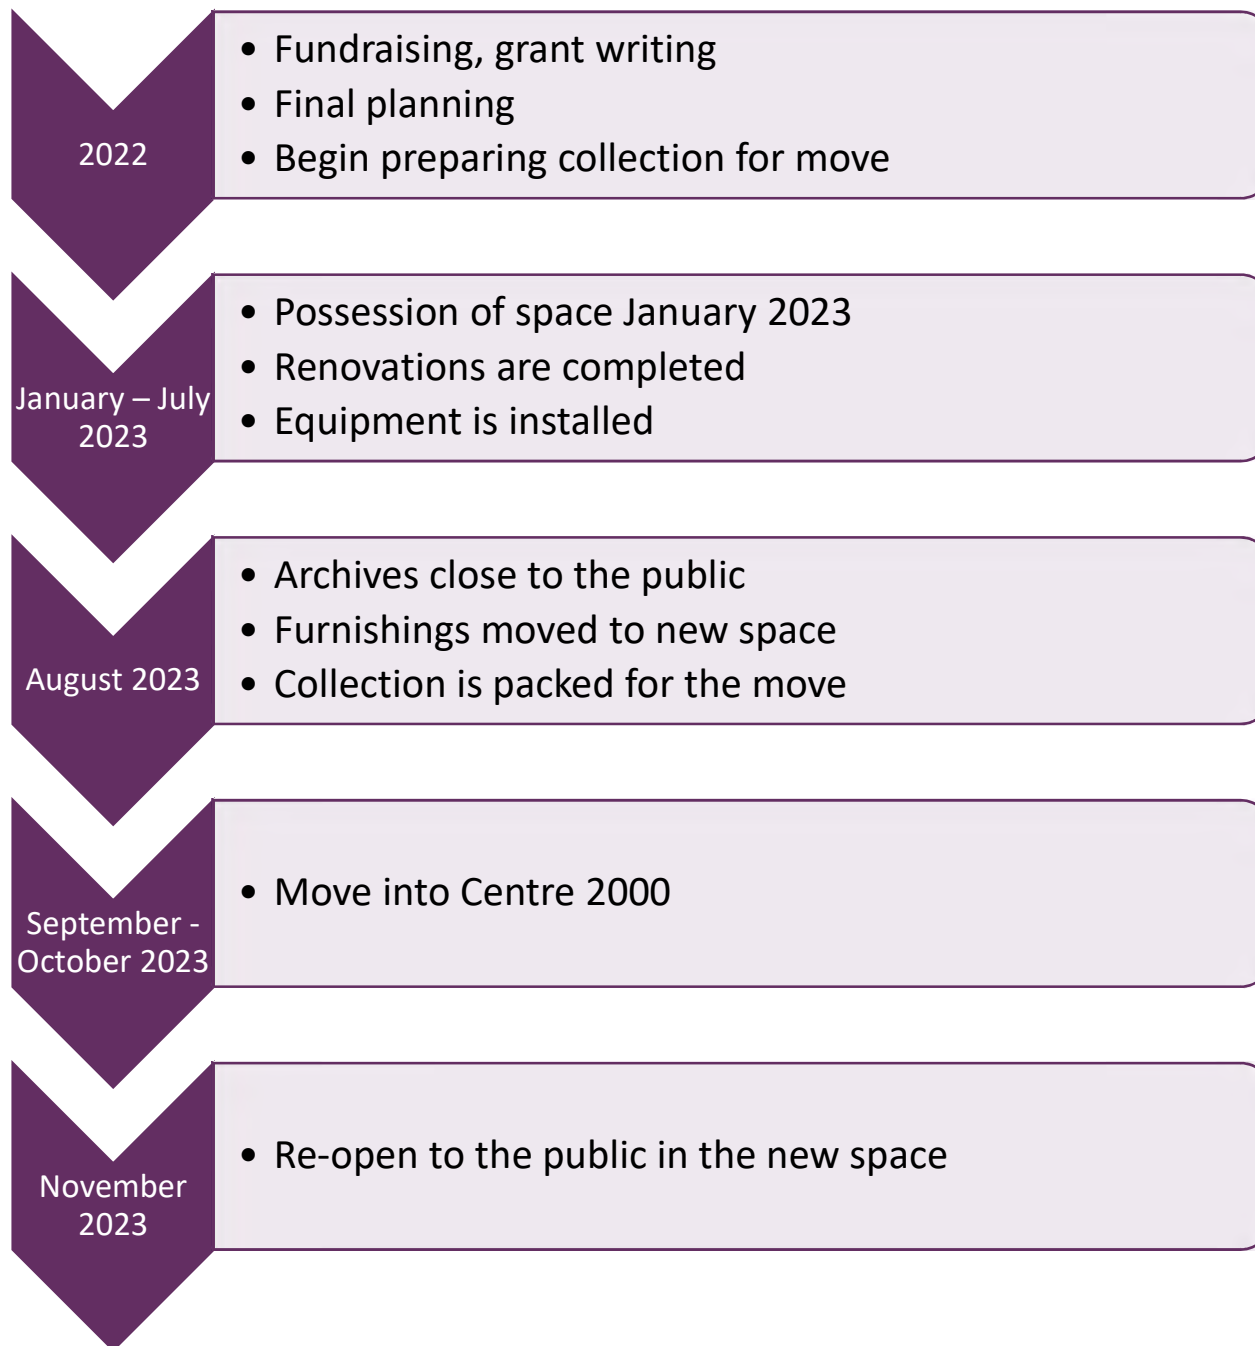 2022
• Fundraising, grant writing
• Final planning
• Begin preparing collection for move
January – July
2023
• Possession of space January 2023
• Renovations are completed
• Equipment is installed
August 2023
• Archives close to the public
• Furnishings moved to new space
• Collection is packed for the move
September -
October 2023
• Move into Centre 2000
November
2023
• Re-open to the public in the new space